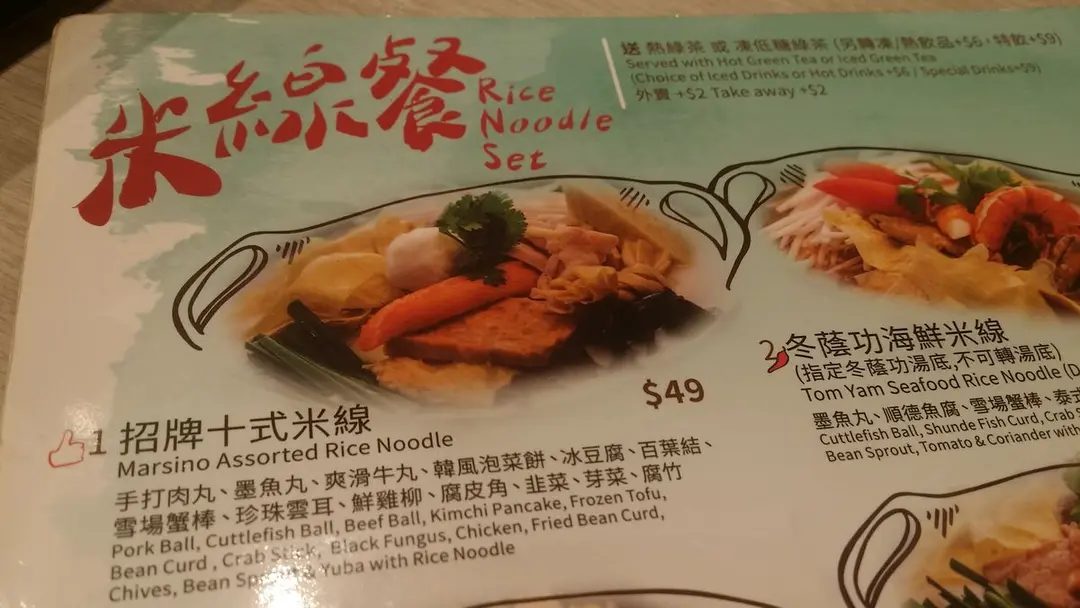 米線餐
Rice
Noodle
Set
送 熱綠茶 或 凍低糖綠茶 (另轉凍/熱飲品+$6，特飲+$9)
Served with Hot Green Tea or Iced Green Tea
(Choice of Iced Drinks or Hot Drinks +$6 / Special Drinks+$9)
外賣 +$2 Take away +$2
$49
1 招牌十式米線
Marsino Assorted Rice Noodle
手打肉丸、墨魚丸、爽滑牛丸、韓風泡菜餅、冰豆腐、百葉結、
雪場蟹棒、珍珠雲耳、鮮雞柳、腐皮角、韭菜、芽菜、腐竹
Pork Ball, Cuttlefish Ball, Beef Ball, Kimchi Pancake, Frozen Tofu,
Bean Curd , Crab Stick, Black Fungus, Chicken, Fried Bean Curd,
Chives, Bean Sprout & Yuba with Rice Noodle
2 冬蔭功海鮮米線
(指定冬蔭功湯底,不可轉湯底)
Tom Yam Seafood Rice Noodle
墨魚丸、順德魚腐、雪場蟹棒、泰式
Cuttlefish Ball, Shunde Fish Curd, Crab
Bean Sprout, Tomato & Coriander with